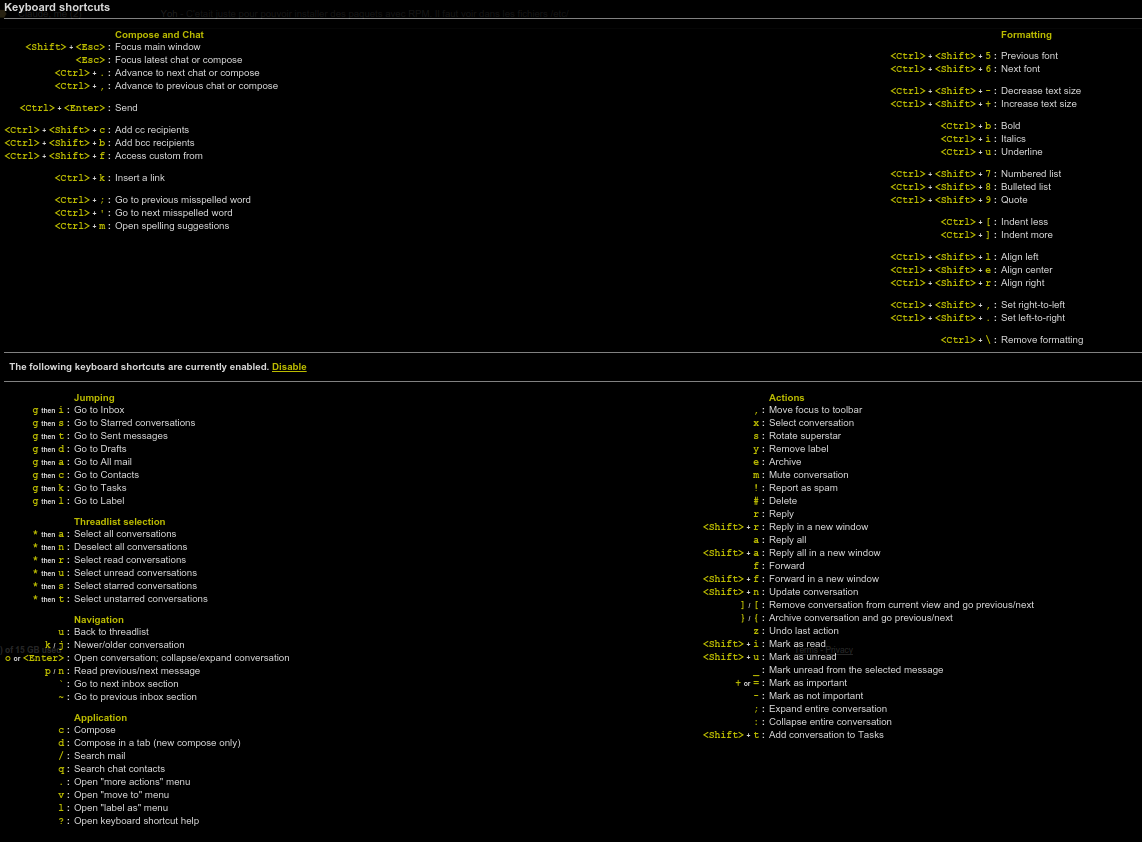 Keyboard shortcuts
Compose and Chat
<Shift> + <Esc> : Focus main window
<Esc> : Focus latest chat or compose
<Ctrl> + . : Advance to next chat or compose
<Ctrl> + , : Advance to previous chat or compose
<Ctrl> + <Enter> : Send
<Ctrl> + <Shift> + c : Add cc recipients
<Ctrl> + <Shift> + b : Add bcc recipients
<Ctrl> + <Shift> + f : Access custom from
<Ctrl> + k : Insert a link
<Ctrl> + ; : Go to previous misspelled word
<Ctrl> + ' : Go to next misspelled word
<Ctrl> + m : Open spelling suggestions
Formatting
<Ctrl> + <Shift> + 5 : Previous font
<Ctrl> + <Shift> + 6 : Next font
<Ctrl> + <Shift> + - : Decrease text size
<Ctrl> + <Shift> + + : Increase text size
<Ctrl> + b : Bold
<Ctrl> + i : Italics
<Ctrl> + u : Underline
<Ctrl> + <Shift> + 7 : Numbered list
<Ctrl> + <Shift> + 8 : Bulleted list
<Ctrl> + <Shift> + 9 : Quote
<Ctrl> + [ : Indent less
<Ctrl> + ] : Indent more
<Ctrl> + <Shift> + l : Align left
<Ctrl> + <Shift> + e : Align center
<Ctrl> + <Shift> + r : Align right
<Ctrl> + <Shift> + , : Set right-to-left
<Ctrl> + <Shift> + . : Set left-to-right
<Ctrl> + \ : Remove formatting
The following keyboard shortcuts are currently enabled. Disable
Jumping
g then i : Go to Inbox
g then s : Go to Starred conversations
g then t : Go to Sent messages
g then d : Go to Drafts
g then a : Go to All mail
g then c : Go to Contacts
g then k : Go to Tasks
g then l : Go to Label
Threadlist selection
* then a : Select all conversations
* then n : Deselect all conversations
* then r : Select read conversations
* then u : Select unread conversations
* then s : Select starred conversations
* then t : Select unstarred conversations
Navigation
u : Back to threadlist
k / j : Newer/older conversation
o or <Enter> : Open conversation; collapse/expand conversation
p / n : Read previous/next message
` : Go to next inbox section
~ : Go to previous inbox section
Application
c : Compose
d : Compose in a tab (new compose only)
/ : Search mail
q : Search chat contacts
. : Open "more actions" menu
v : Open "move to" menu
l : Open "label as" menu
? : Open keyboard shortcut help
Actions
, : Move focus to toolbar
x : Select conversation
s : Rotate superstar
y : Remove label
e : Archive
m : Mute conversation
! : Report as spam
# : Delete
r : Reply
<Shift> + r : Reply in a new window
a : Reply all
<Shift> + a : Reply all in a new window
f : Forward
<Shift> + f : Forward in a new window
<Shift> + n : Update conversation
] / [ : Remove conversation from current view and go previous/next
} / { : Archive conversation and go previous/next
z : Undo last action
<Shift> + i : Mark as read
<Shift> + u : Mark as unread
_ : Mark unread from the selected message
+ or = : Mark as important
- : Mark as not important
; : Expand entire conversation
: : Collapse entire conversation
<Shift> + t : Add conversation to Tasks